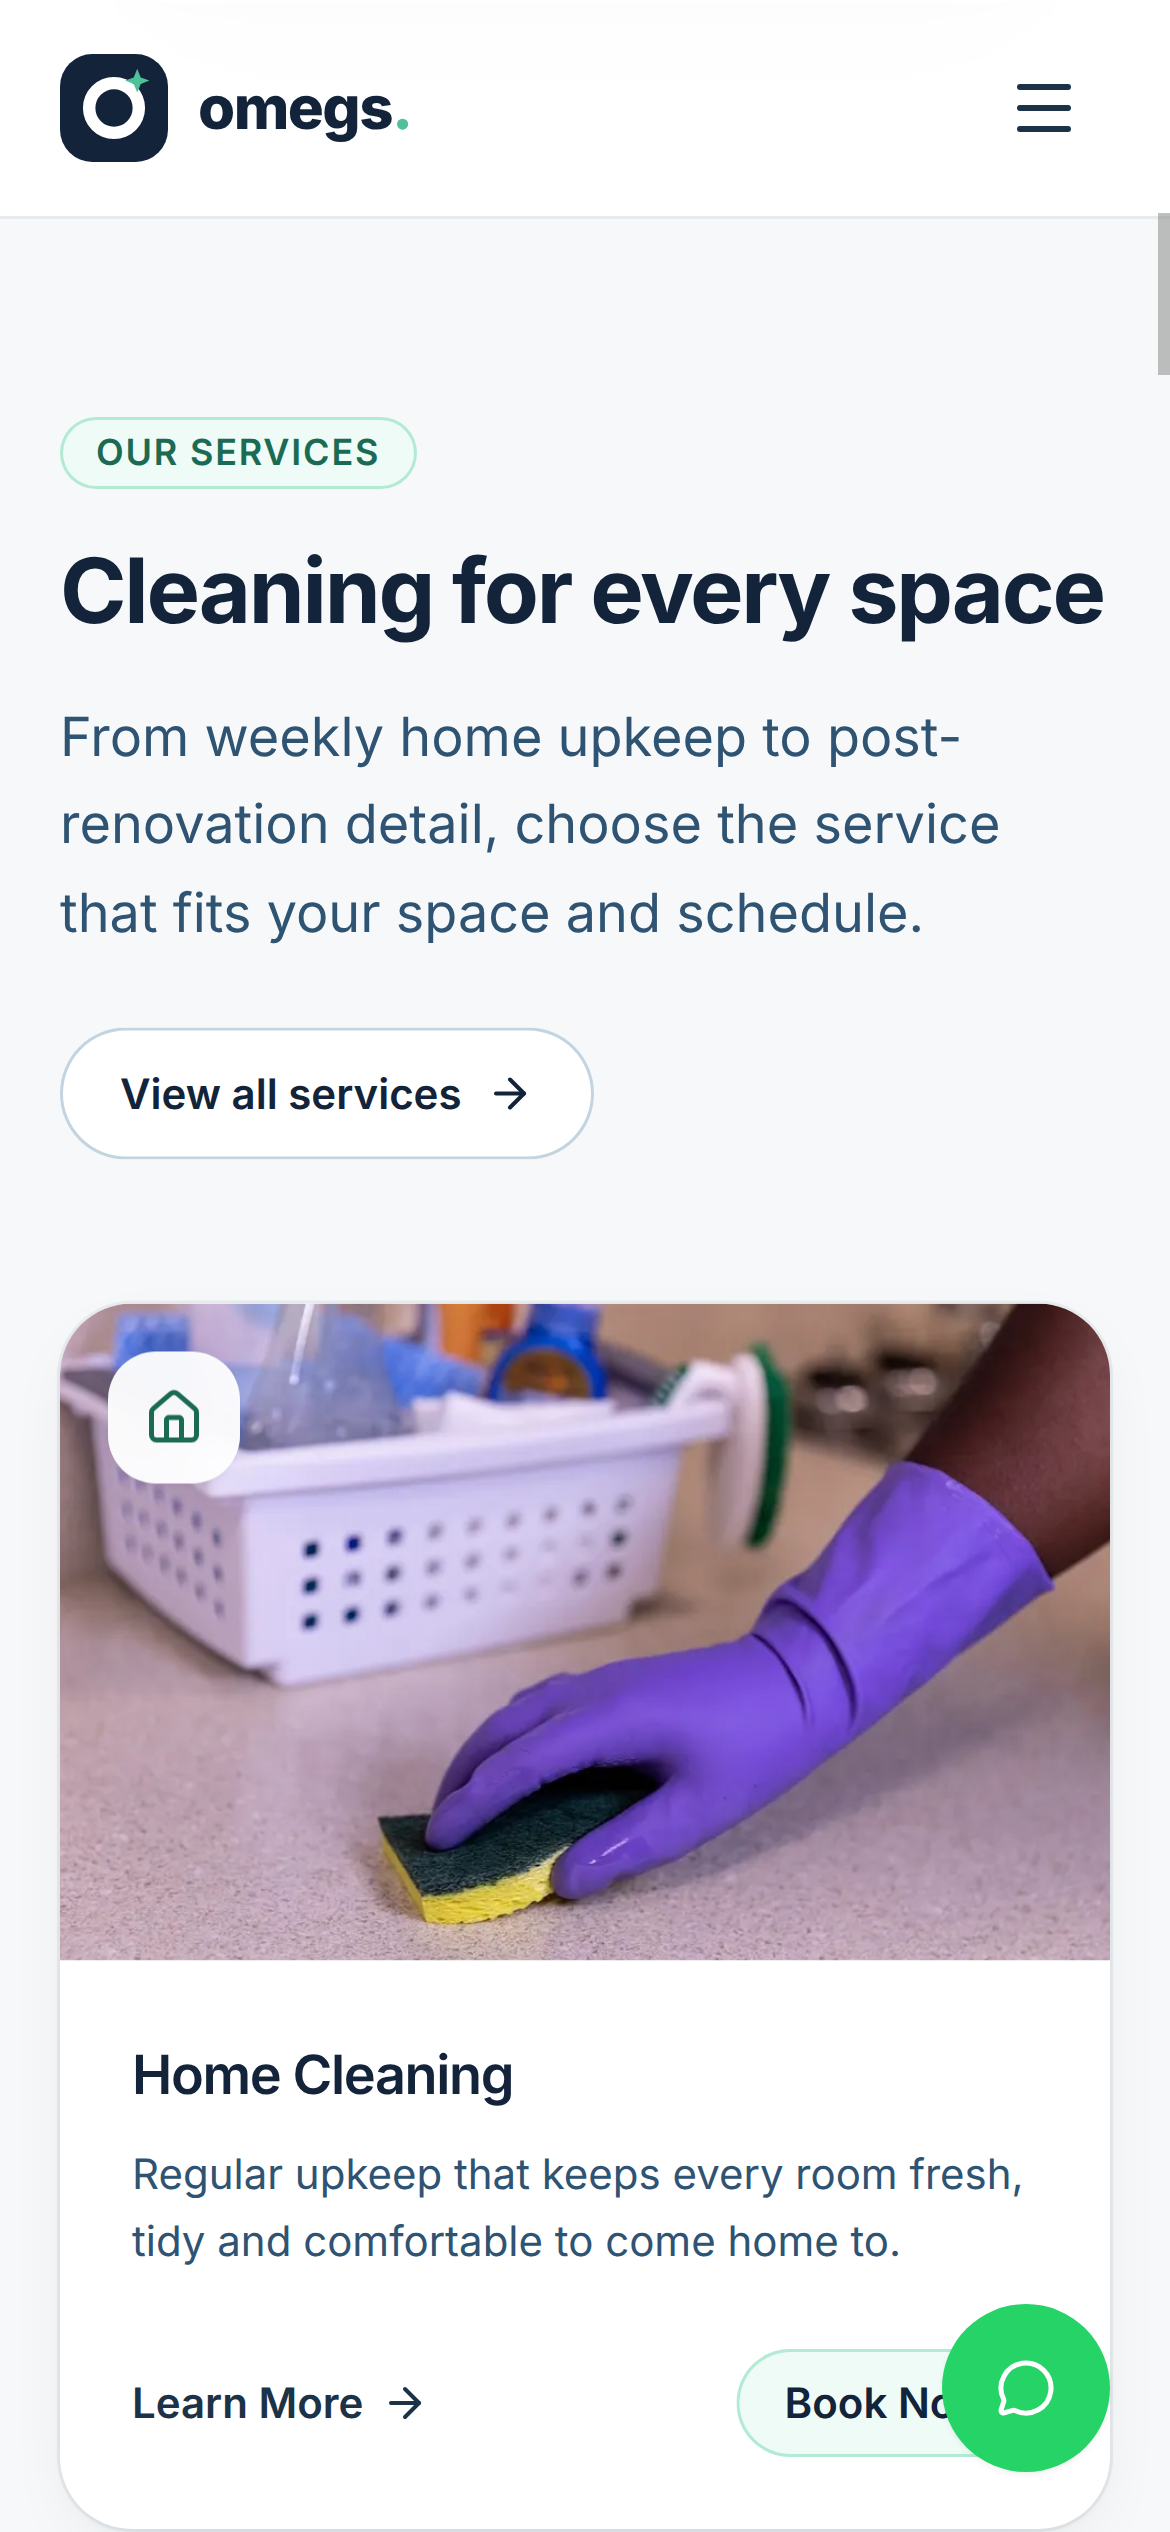 omegs.
OUR SERVICES
Cleaning for every space
From weekly home upkeep to post-
renovation detail, choose the service
that fits your space and schedule.
View all services
Home Cleaning
Regular upkeep that keeps every room fresh,
tidy and comfortable to come home to.
Learn More
Book